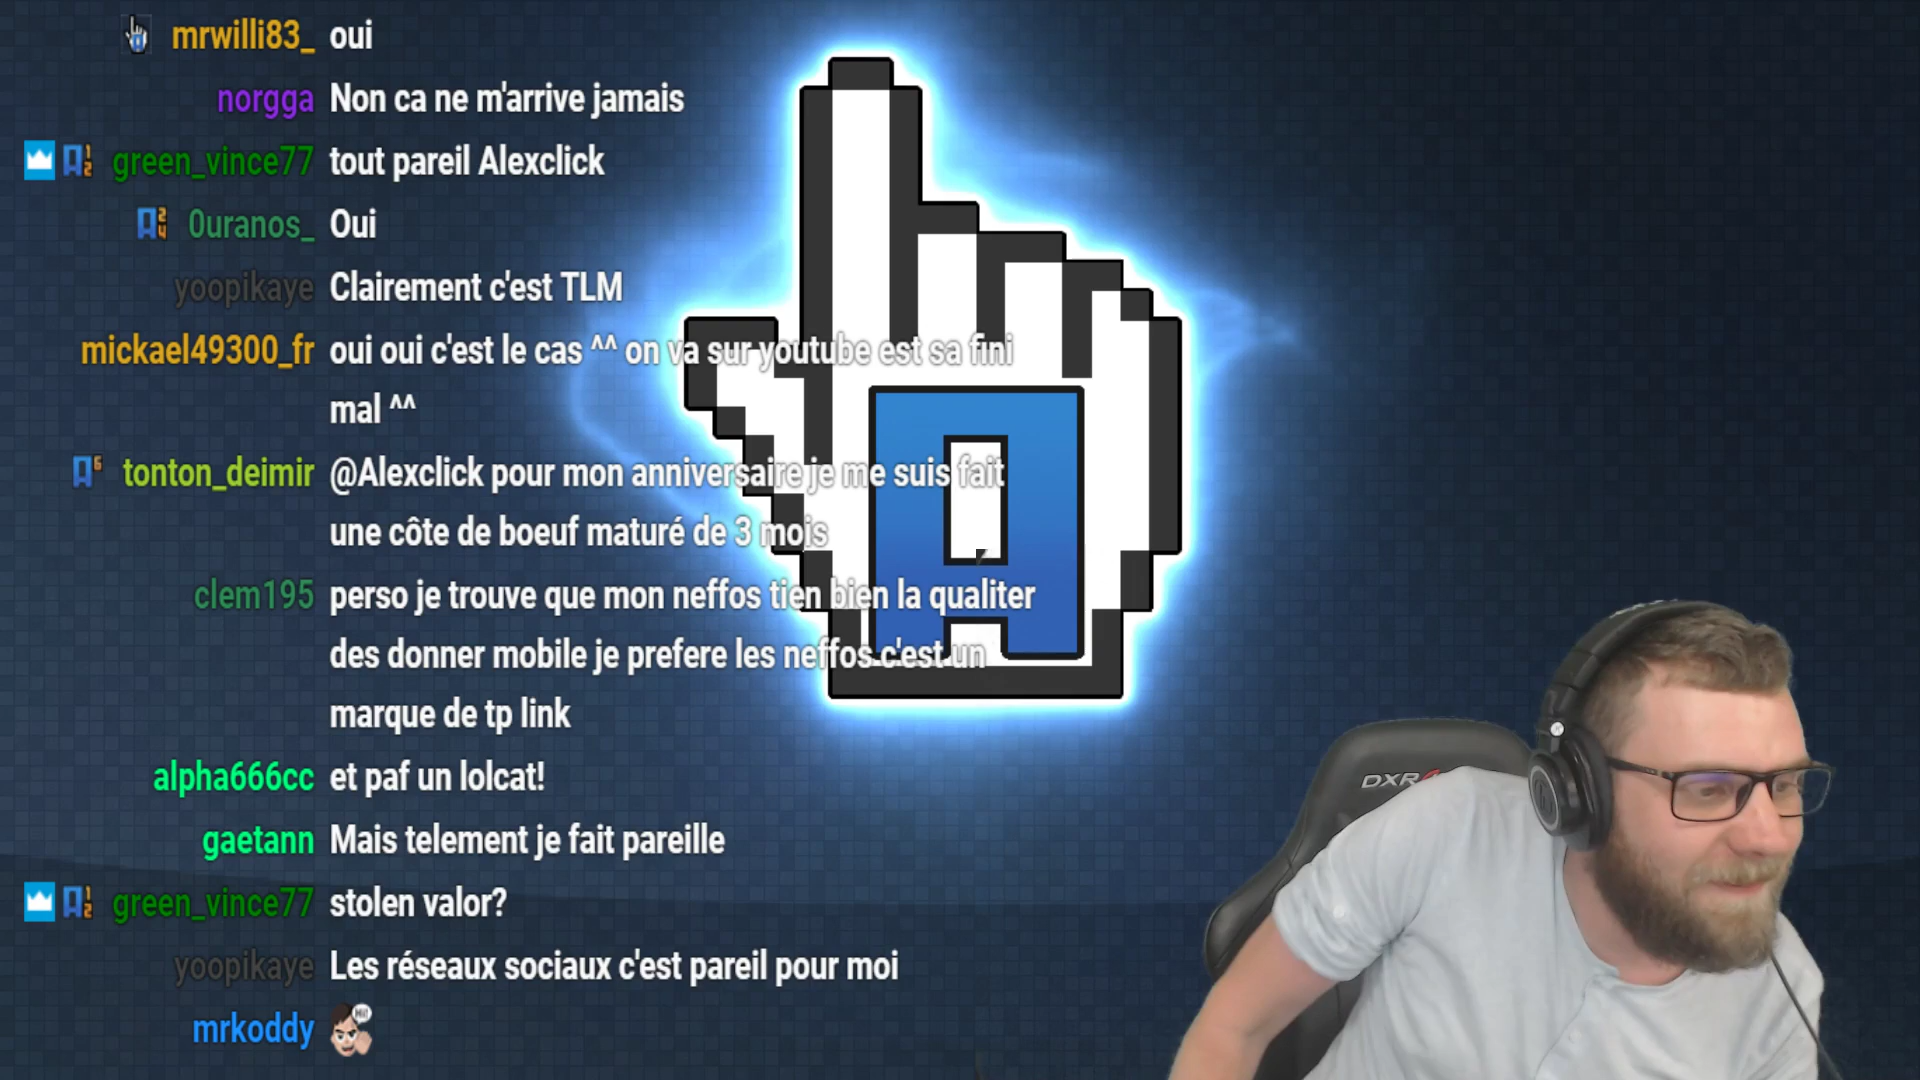 mrwilli83_ oui
norgga Non ca ne m'arrive jamais
green_vince77 tout pareil Alexclick
0uranos_ Oui
yoopikaye Clairement c'est TLM
mickael49300_fr oui oui c'est le cas ^^ on va sur youtube est sa fini
mal ^^
tonton_deimir @Alexclick pour mon anniversaire je me suis fait
une côte de boeuf maturé de 3 mois
clem195 perso je trouve que mon neffos tien bien la qualiter
des donner mobile je prefere les neffos c'est un
marque de tp link
alpha666cc et paf un lolcat!
gaetann Mais telement je fait pareille
green_vince77 stolen valor?
yoopikaye Les réseaux sociaux c'est pareil pour moi
mrkoddy Hi!
A
DXR